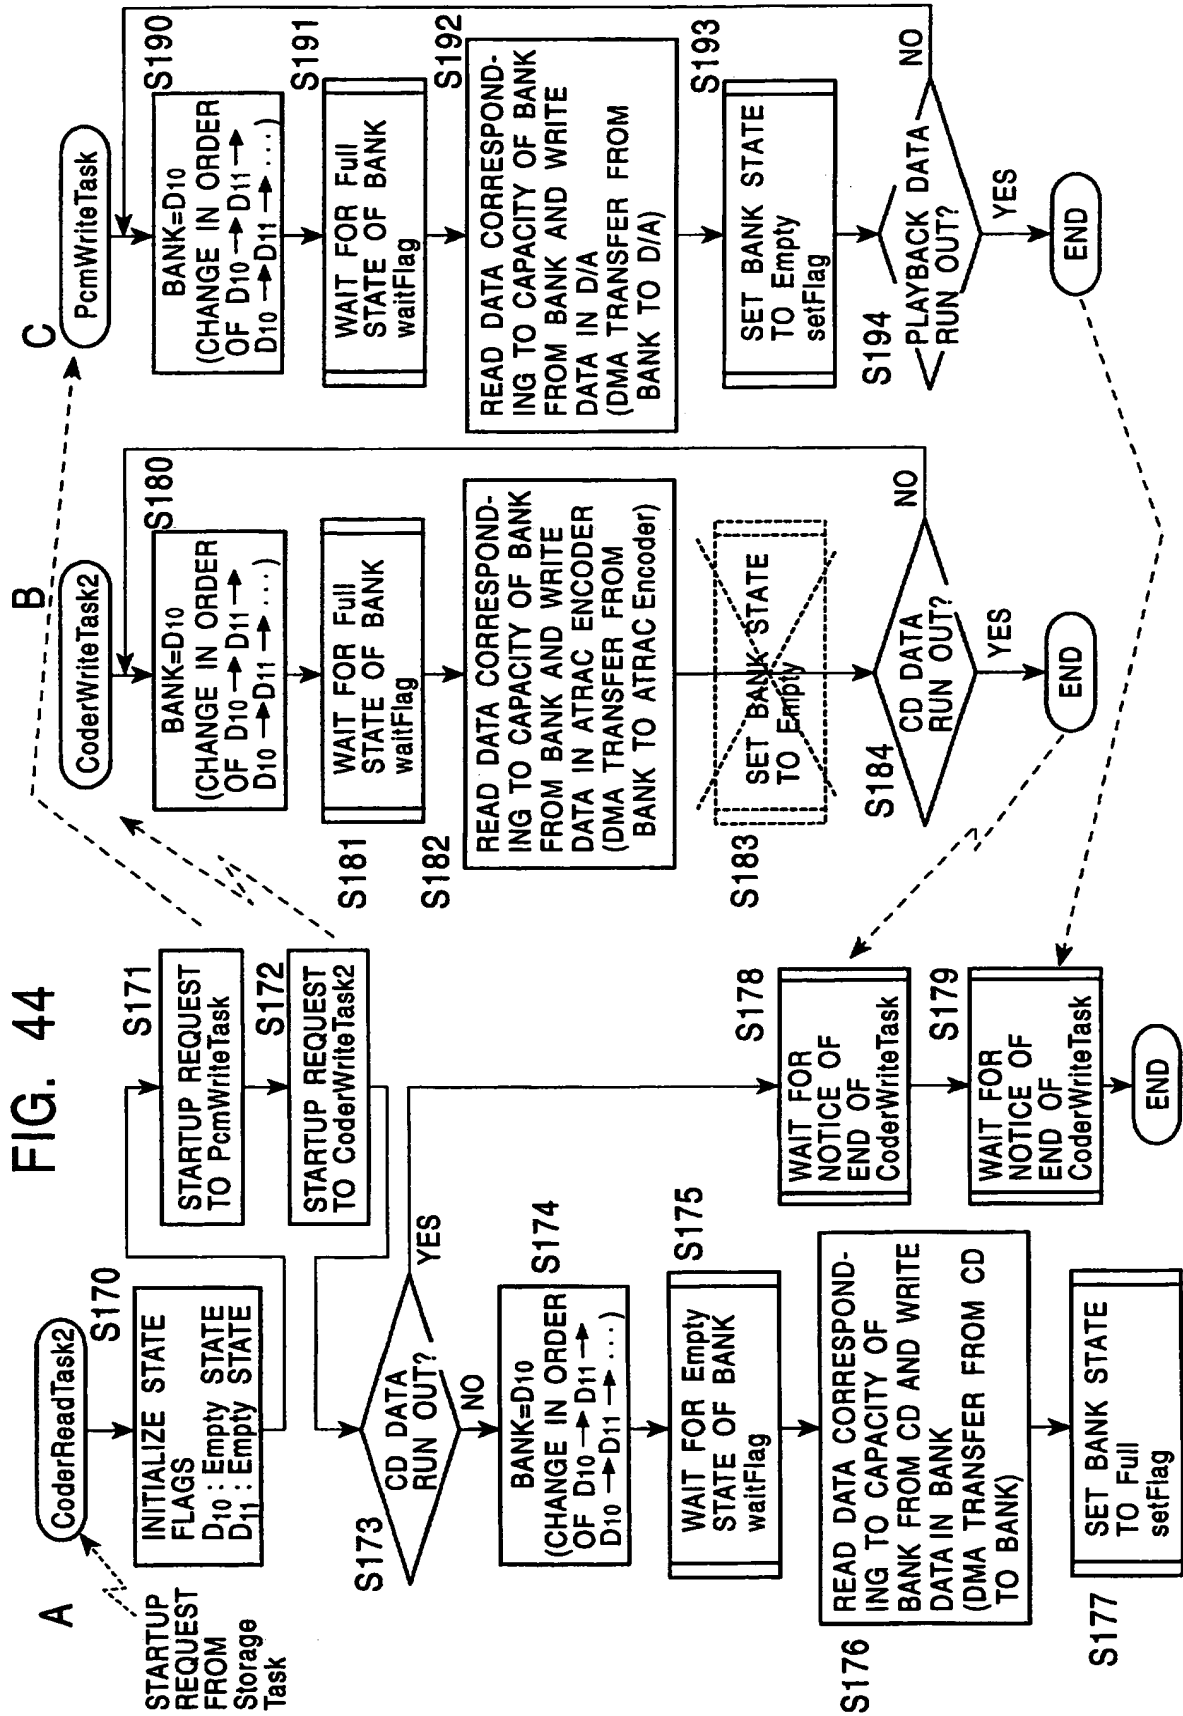 FIG. 44
A
STARTUP
REQUEST
FROM
Storage
Task
CoderReadTask2
S170
INITIALIZE STATE
FLAGS
D10 : Empty STATE
D11 : Empty STATE
S171
STARTUP REQUEST
TO PcmWriteTask
S172
STARTUP REQUEST
TO CoderWriteTask2
S173
CD DATA
RUN OUT?
YES
NO
S174
BANK=D10
(CHANGE IN ORDER
OF D10 → D11 →
D10 → D11 → ····)
S175
WAIT FOR Empty
STATE OF BANK
waitFlag
S176
READ DATA CORRESPOND-
ING TO CAPACITY OF
BANK FROM CD AND WRITE
DATA IN BANK
(DMA TRANSFER FROM CD
TO BANK)
S177
SET BANK STATE
TO Full
setFlag
S178
WAIT FOR
NOTICE OF
END OF
CoderWriteTask
S179
WAIT FOR
NOTICE OF
END OF
CoderWriteTask
END
B
CoderWriteTask2
S180
BANK=D10
(CHANGE IN ORDER
OF D10 → D11 →
D10 → D11 → ····)
S181
WAIT FOR Full
STATE OF BANK
waitFlag
S182
READ DATA CORRESPOND-
ING TO CAPACITY OF BANK
FROM BANK AND WRITE
DATA IN ATRAC ENCODER
(DMA TRANSFER FROM
BANK TO ATRAC Encoder)
S183
SET BANK STATE
TO Empty
S184
CD DATA
RUN OUT?
NO
YES
END
C
PcmWriteTask
S190
BANK=D10
(CHANGE IN ORDER
OF D10 → D11 →
D10 → D11 → ····)
S191
WAIT FOR Full
STATE OF BANK
waitFlag
S192
READ DATA CORRESPOND-
ING TO CAPACITY OF BANK
FROM BANK AND WRITE
DATA IN D/A
(DMA TRANSFER FROM
BANK TO D/A)
S193
SET BANK STATE
TO Empty
setFlag
S194
PLAYBACK DATA
RUN OUT?
NO
YES
END